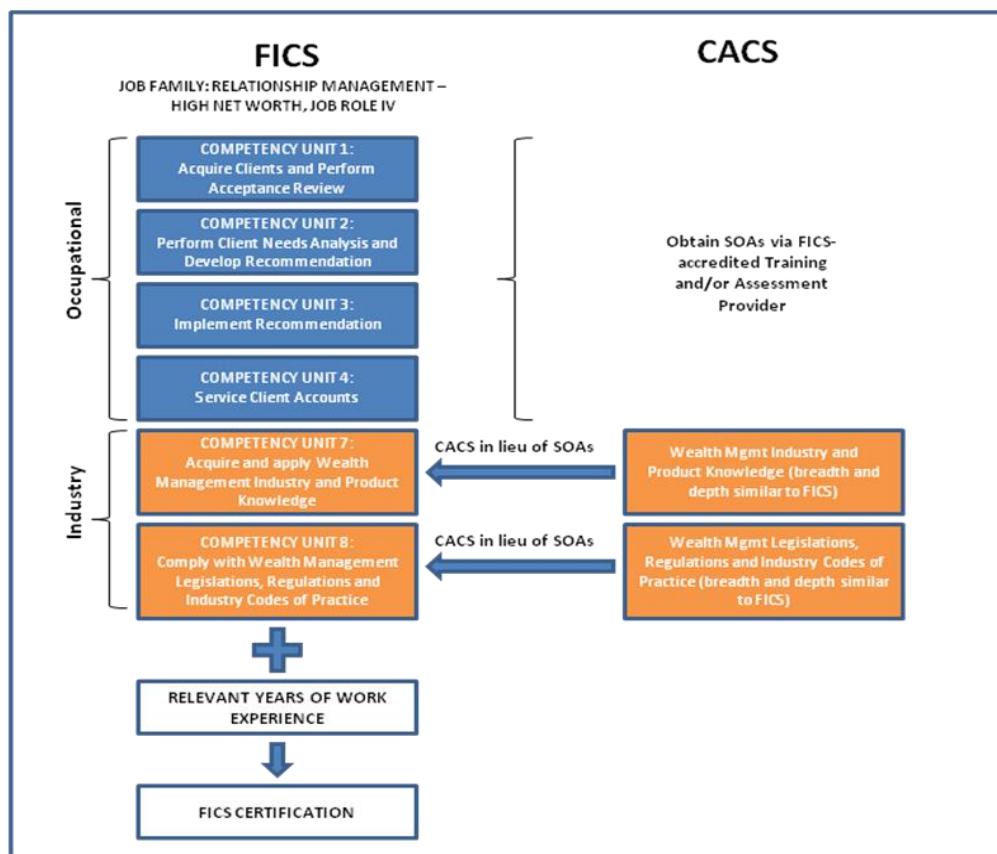 FICS
JOB FAMILY: RELATIONSHIP MANAGEMENT –
HIGH NET WORTH, JOB ROLE IV
CACS
Occupational
COMPETENCY UNIT 1:
Acquire Clients and Perform
Acceptance Review
COMPETENCY UNIT 2:
Perform Client Needs Analysis and
Develop Recommendation
COMPETENCY UNIT 3:
Implement Recommendation
COMPETENCY UNIT 4:
Service Client Accounts
Obtain SOAs via FICS-
accredited Training
and/or Assessment
Provider
Industry
COMPETENCY UNIT 7:
Acquire and apply Wealth
Management Industry and Product
Knowledge
CACS in lieu of SOAs
Wealth Mgmt Industry and
Product Knowledge (breadth and
depth similar to FICS)
COMPETENCY UNIT 8:
Comply with Wealth Management
Legislations, Regulations and
Industry Codes of Practice
CACS in lieu of SOAs
Wealth Mgmt Legislations,
Regulations and Industry Codes of
Practice (breadth and depth similar
to FICS)
RELEVANT YEARS OF WORK
EXPERIENCE
FICS CERTIFICATION